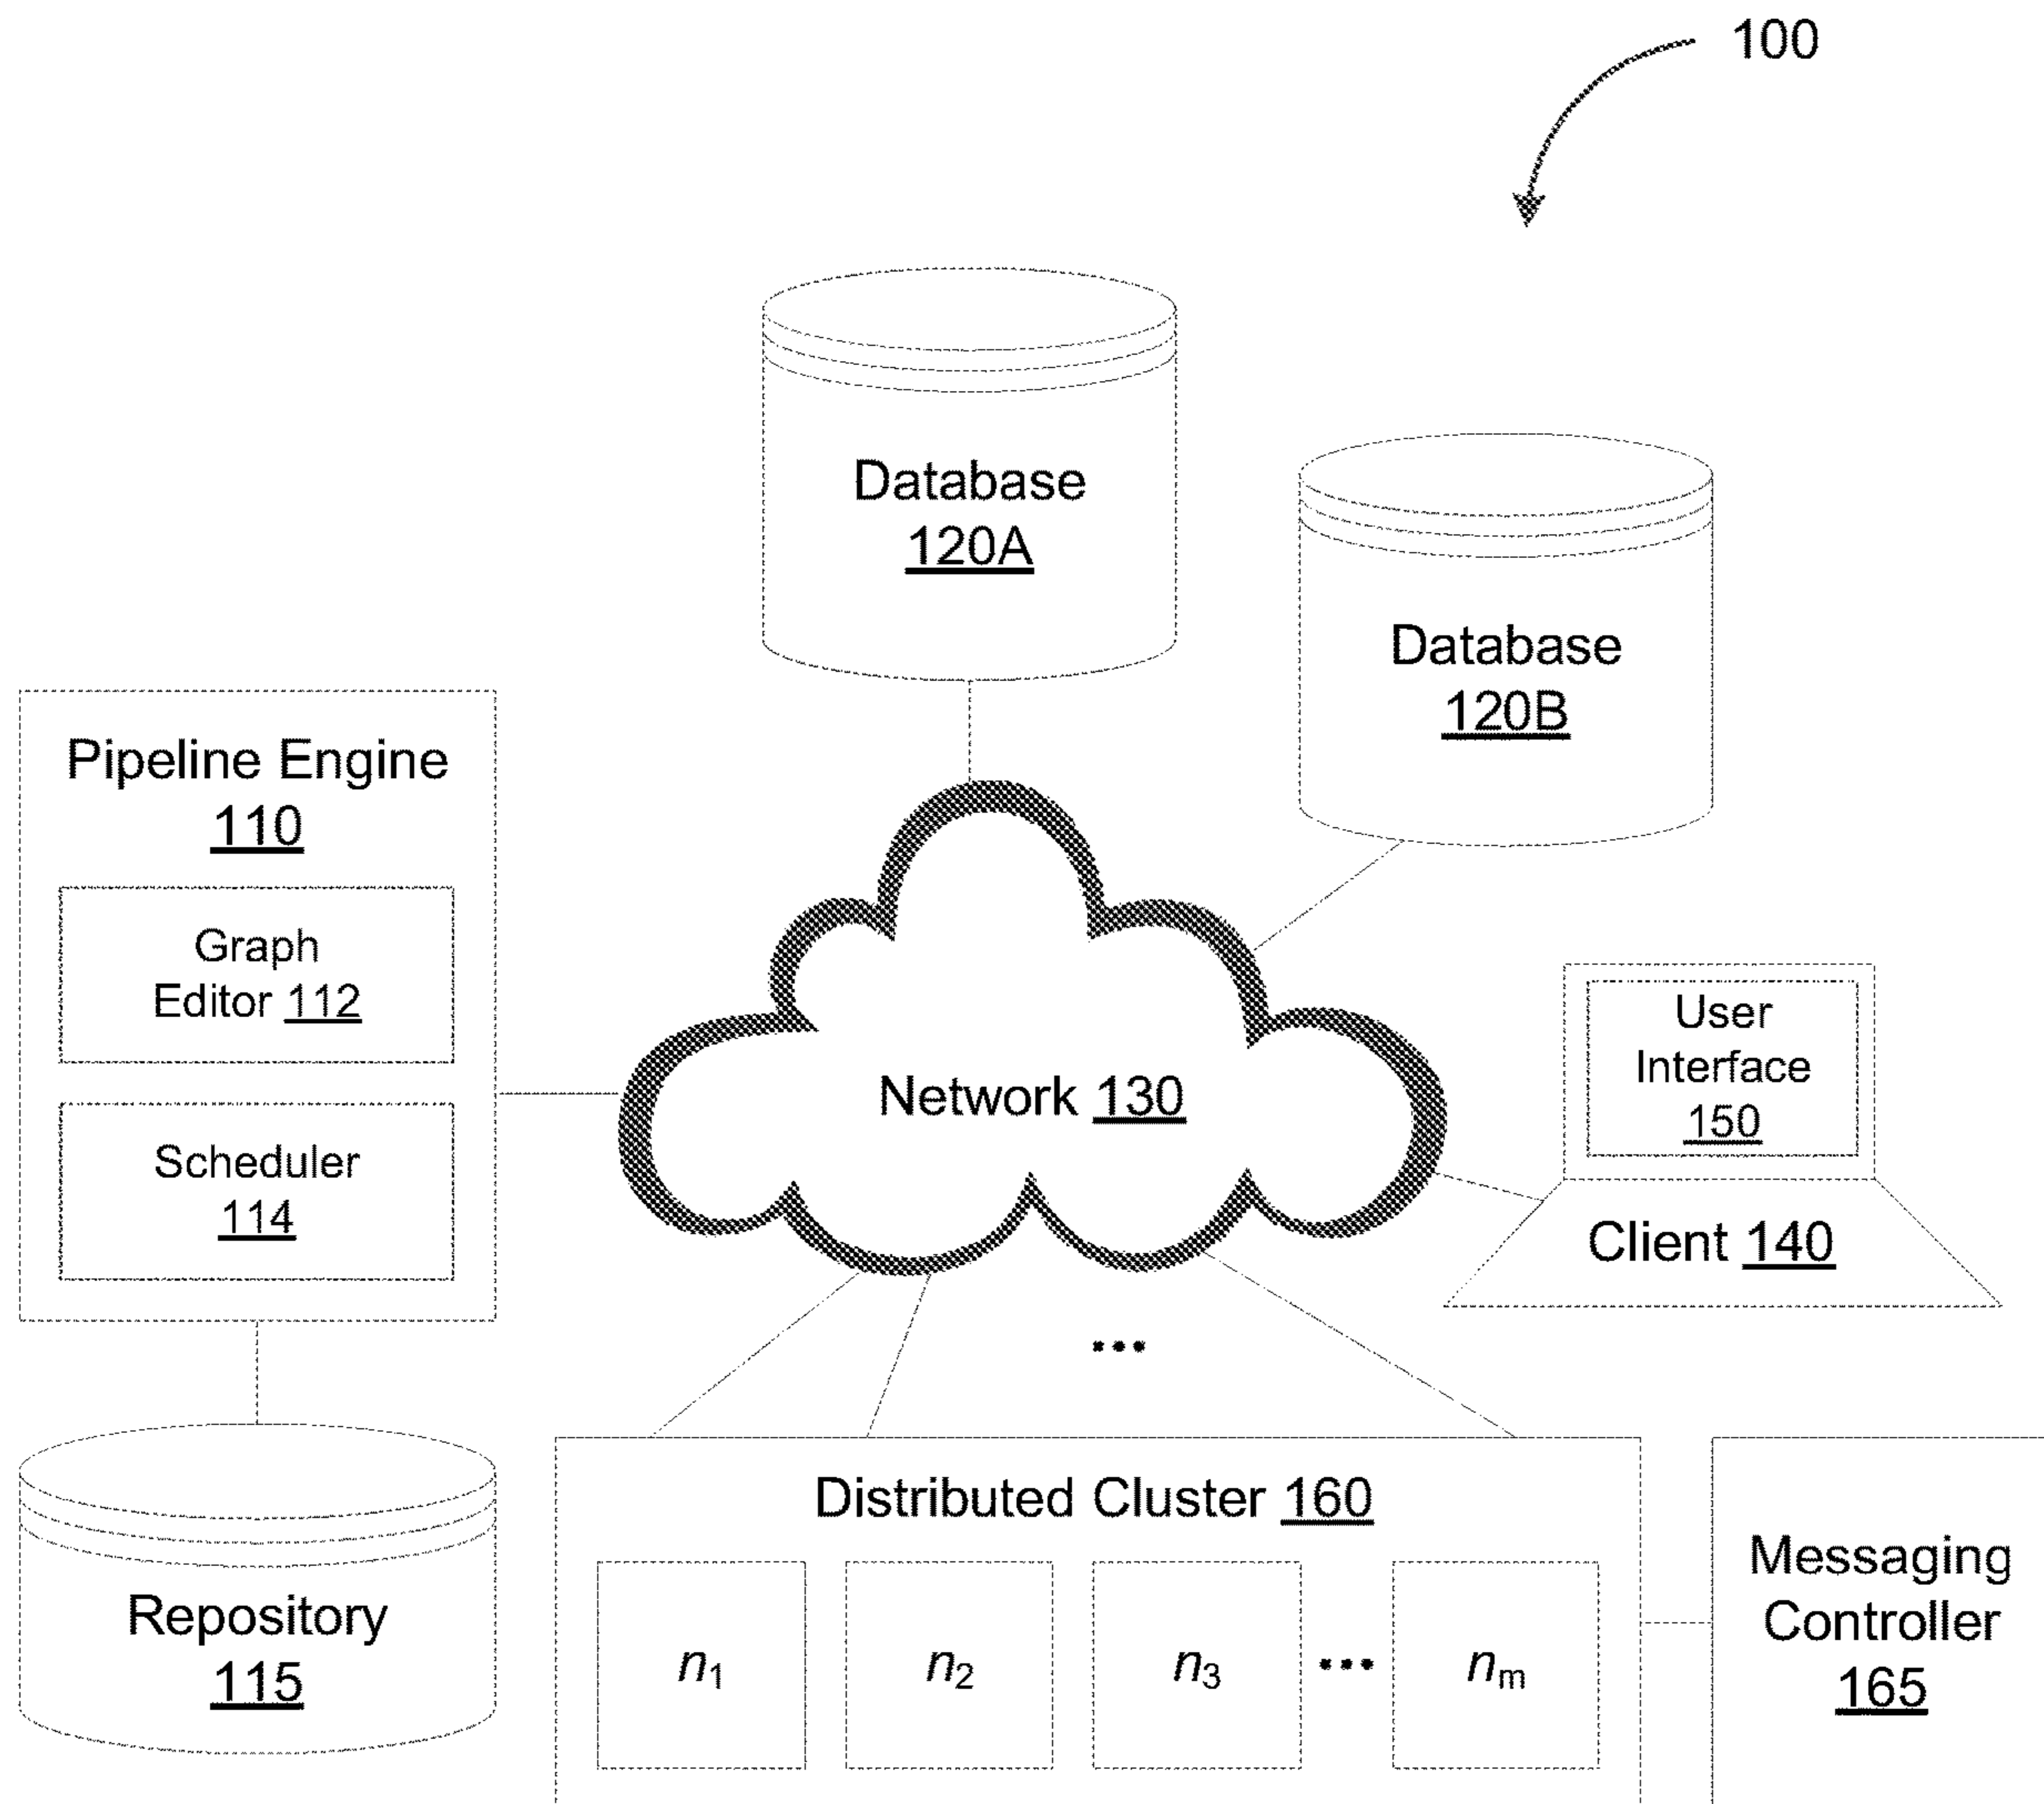 100
Database
120A
Database
120B
Pipeline Engine
110
Graph
Editor 112
Scheduler
114
Network 130
User
Interface
150
Client 140
...
Distributed Cluster 160
n1
n2
n3
...
nm
Messaging
Controller
165
Repository
115